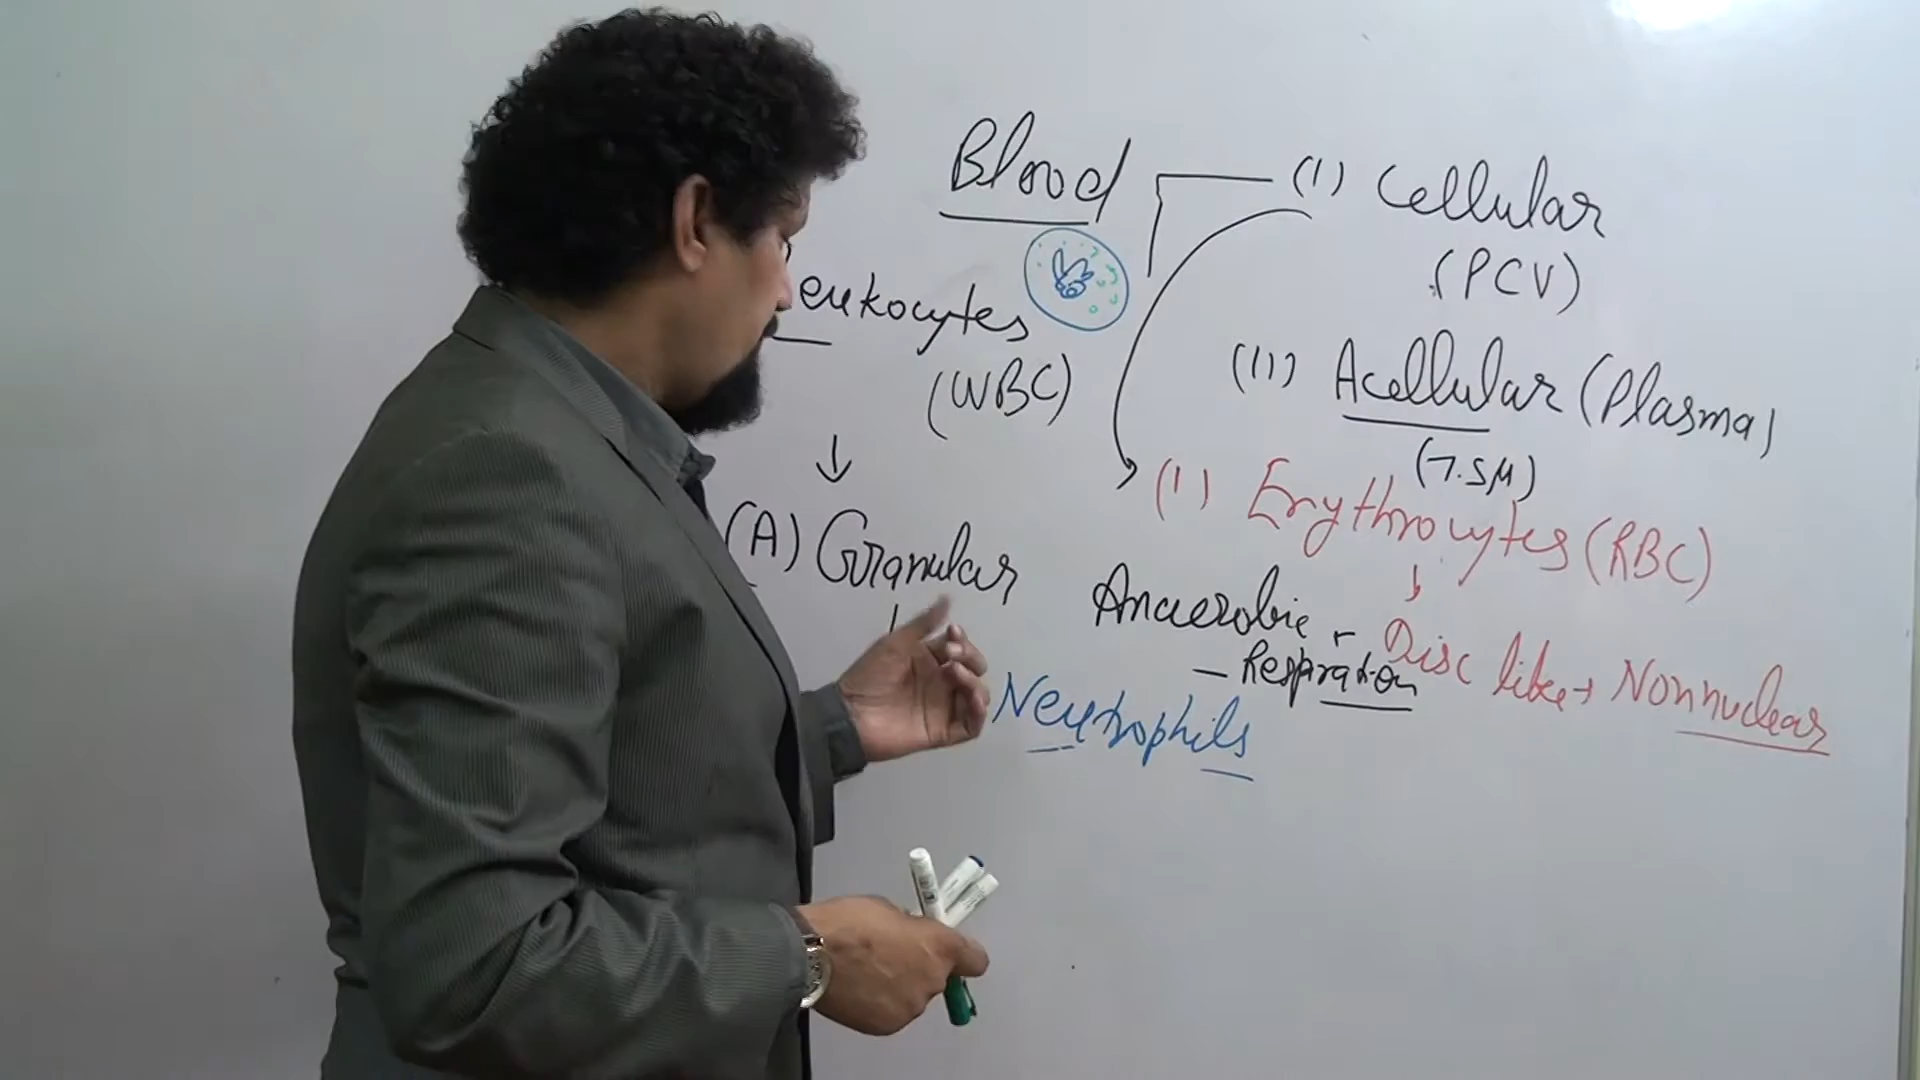 Blood
(I) Cellular
(PCV)
(II) Acellular (Plasma)
(7.5M)
(I) Erythrocytes (RBC)
Disc like → Nonnuclear
Anaerobic
- Respiration
eukocytes
(WBC)
(A) Granular
Neutrophils